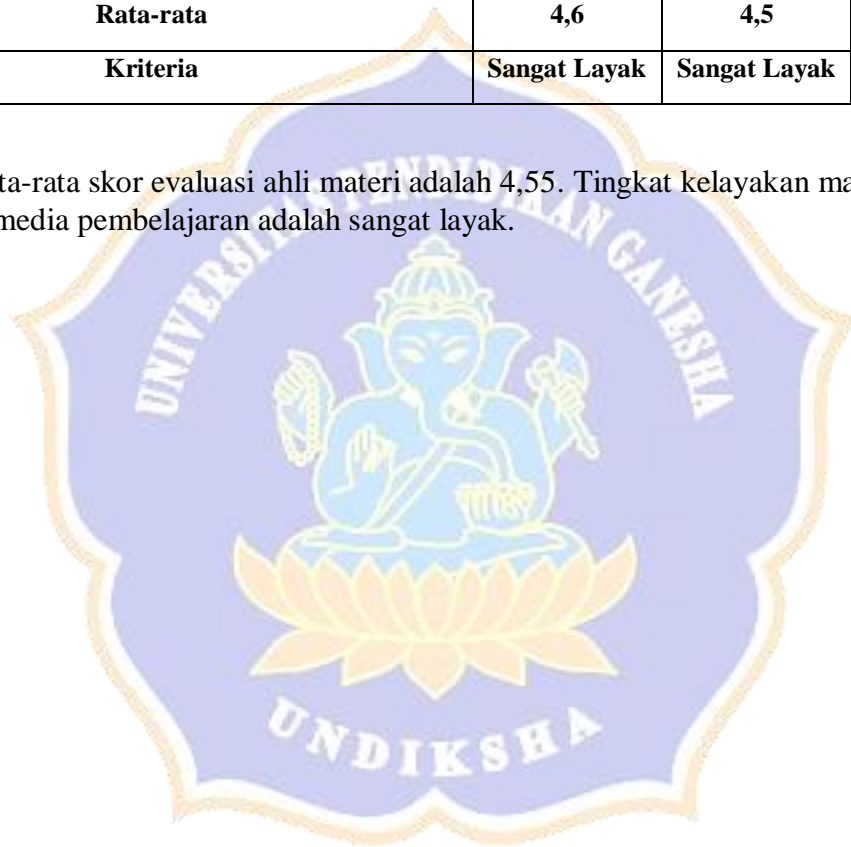 Rata-rata 4,6 4,5
Kriteria Sangat Layak Sangat Layak
ta-rata skor evaluasi ahli materi adalah 4,55. Tingkat kelayakan ma
media pembelajaran adalah sangat layak.
UNIVERSITAS PENDIDIKAN GANESHA
UNDIKSHA